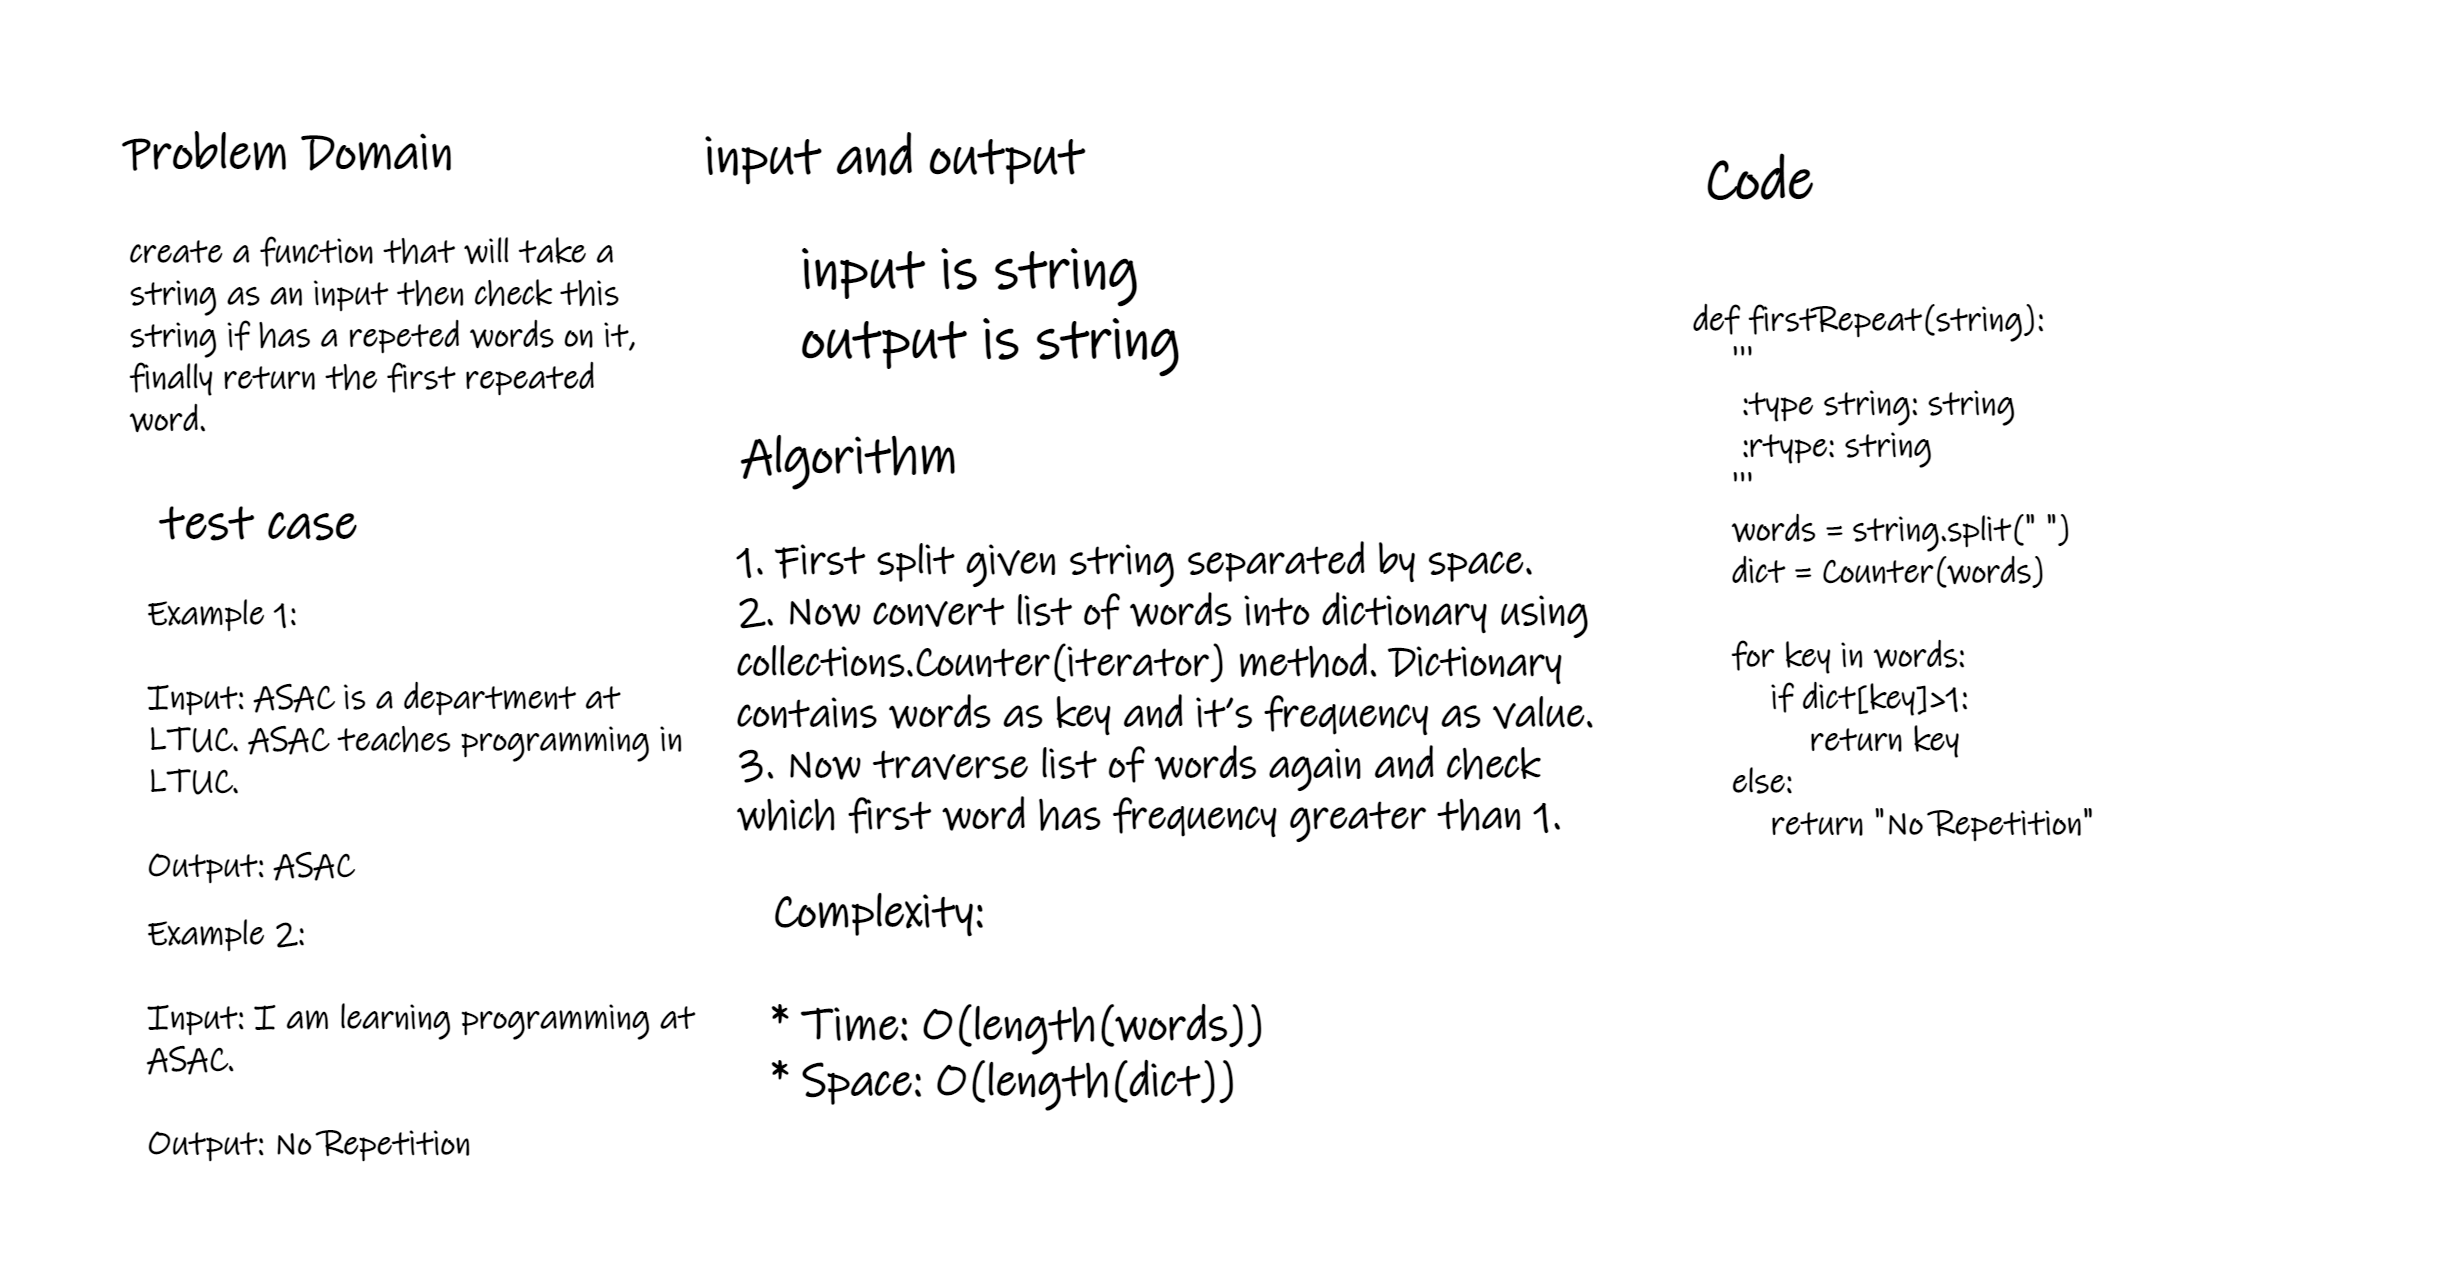 Problem Domain
create a function that will take a
string as an input then check this
string if has a repeted words on it,
finally return the first repeated
word.
test case
Example 1:
Input: ASAC is a department at
LTUC. ASAC teaches programming in
LTUC.
Output: ASAC
Example 2:
Input: I am learning programming at
ASAC.
Output: No Repetition
input and output
input is string
output is string
Algorithm
1. First split given string separated by space.
2. Now convert list of words into dictionary using
collections.Counter(iterator) method. Dictionary
contains words as key and it's frequency as value.
3. Now traverse list of words again and check
which first word has frequency greater than 1.
Complexity:
* Time: O(length(words))
* Space: O(length(dict))
Code
def firstRepeat(string):
'''
:type string: string
:rtype: string
'''
words = string.split(" ")
dict = Counter(words)
for key in words:
if dict[key]>1:
return key
else:
return "No Repetition"